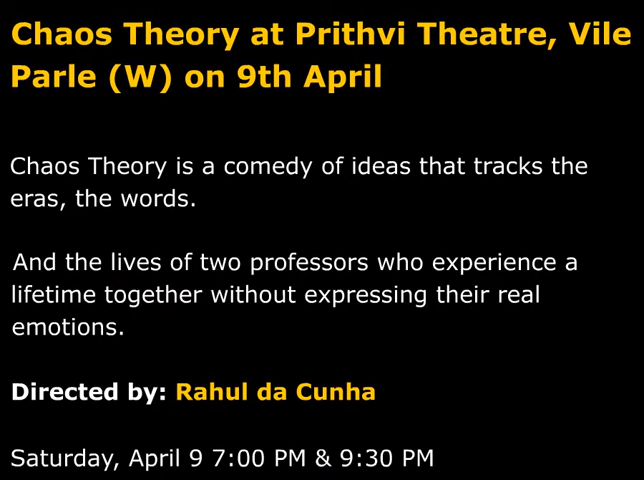 Chaos Theory at Prithvi Theatre, Vile
Parle (W) on 9th April
Chaos Theory is a comedy of ideas that tracks the
eras, the words.
And the lives of two professors who experience a
lifetime together without expressing their real
emotions.
Directed by: Rahul da Cunha
Saturday, April 9 7:00 PM & 9:30 PM